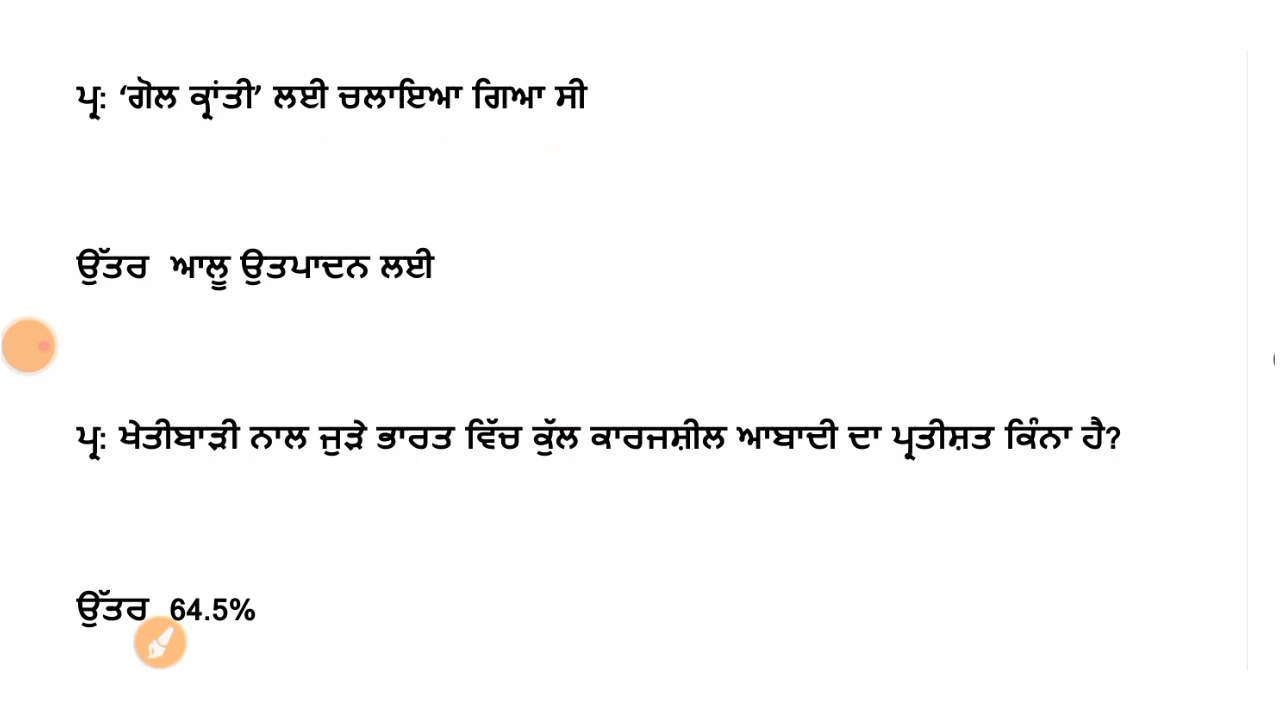 ਪ੍ਰ: ‘ਗੋਲ ਕ੍ਰਾਂਤੀ’ ਲਈ ਚਲਾਇਆ ਗਿਆ ਸੀ
ਉੱਤਰ ਆਲੂ ਉਤਪਾਦਨ ਲਈ
ਪ੍ਰ: ਖੇਤੀਬਾੜੀ ਨਾਲ ਜੁੜੇ ਭਾਰਤ ਵਿੱਚ ਕੁੱਲ ਕਾਰਜਸ਼ੀਲ ਆਬਾਦੀ ਦਾ ਪ੍ਰਤੀਸ਼ਤ ਕਿੰਨਾ ਹੈ?
ਉੱਤਰ 64.5%